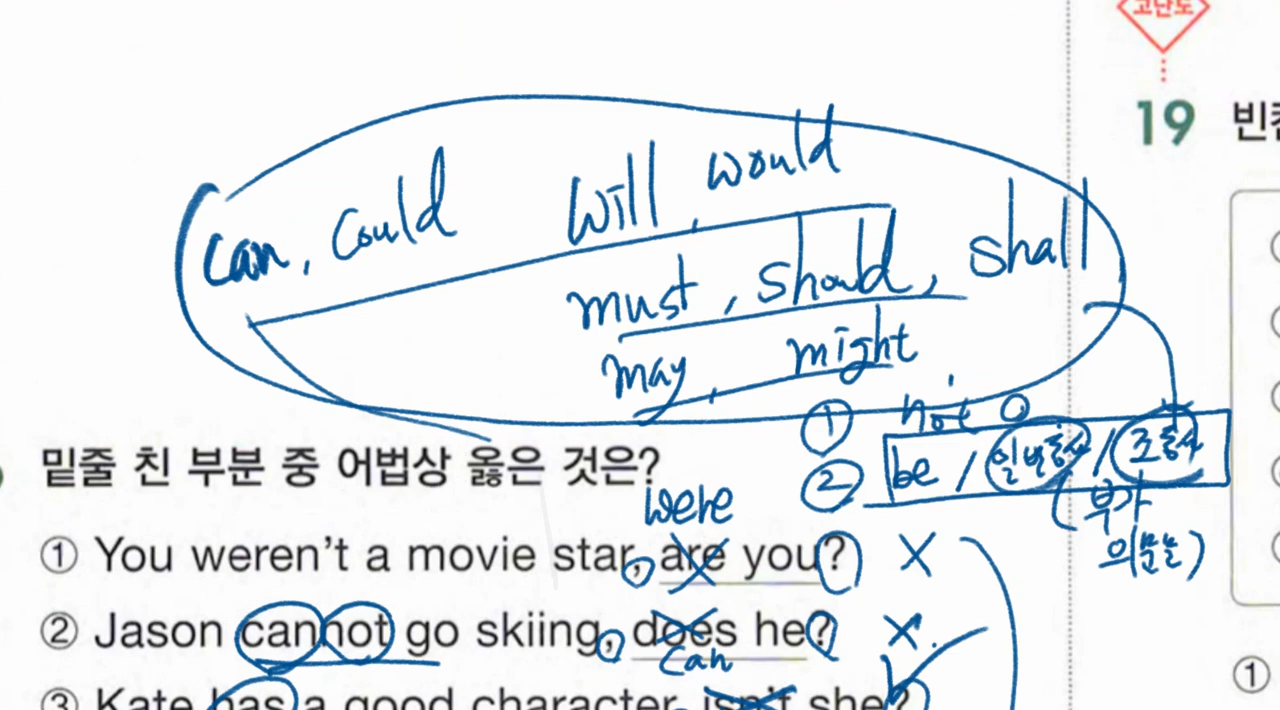 고난도
19 빈칸
can, could will, would
must, should, shall
may, might
① not O
② be / 일반동사 / 조동사
(부가
의문문)
밑줄 친 부분 중 어법상 옳은 것은?
were
① You weren't a movie star, are you? X
② Jason cannot go skiing, does he? X.
can
③ Kate has a good character, isn't she?
①